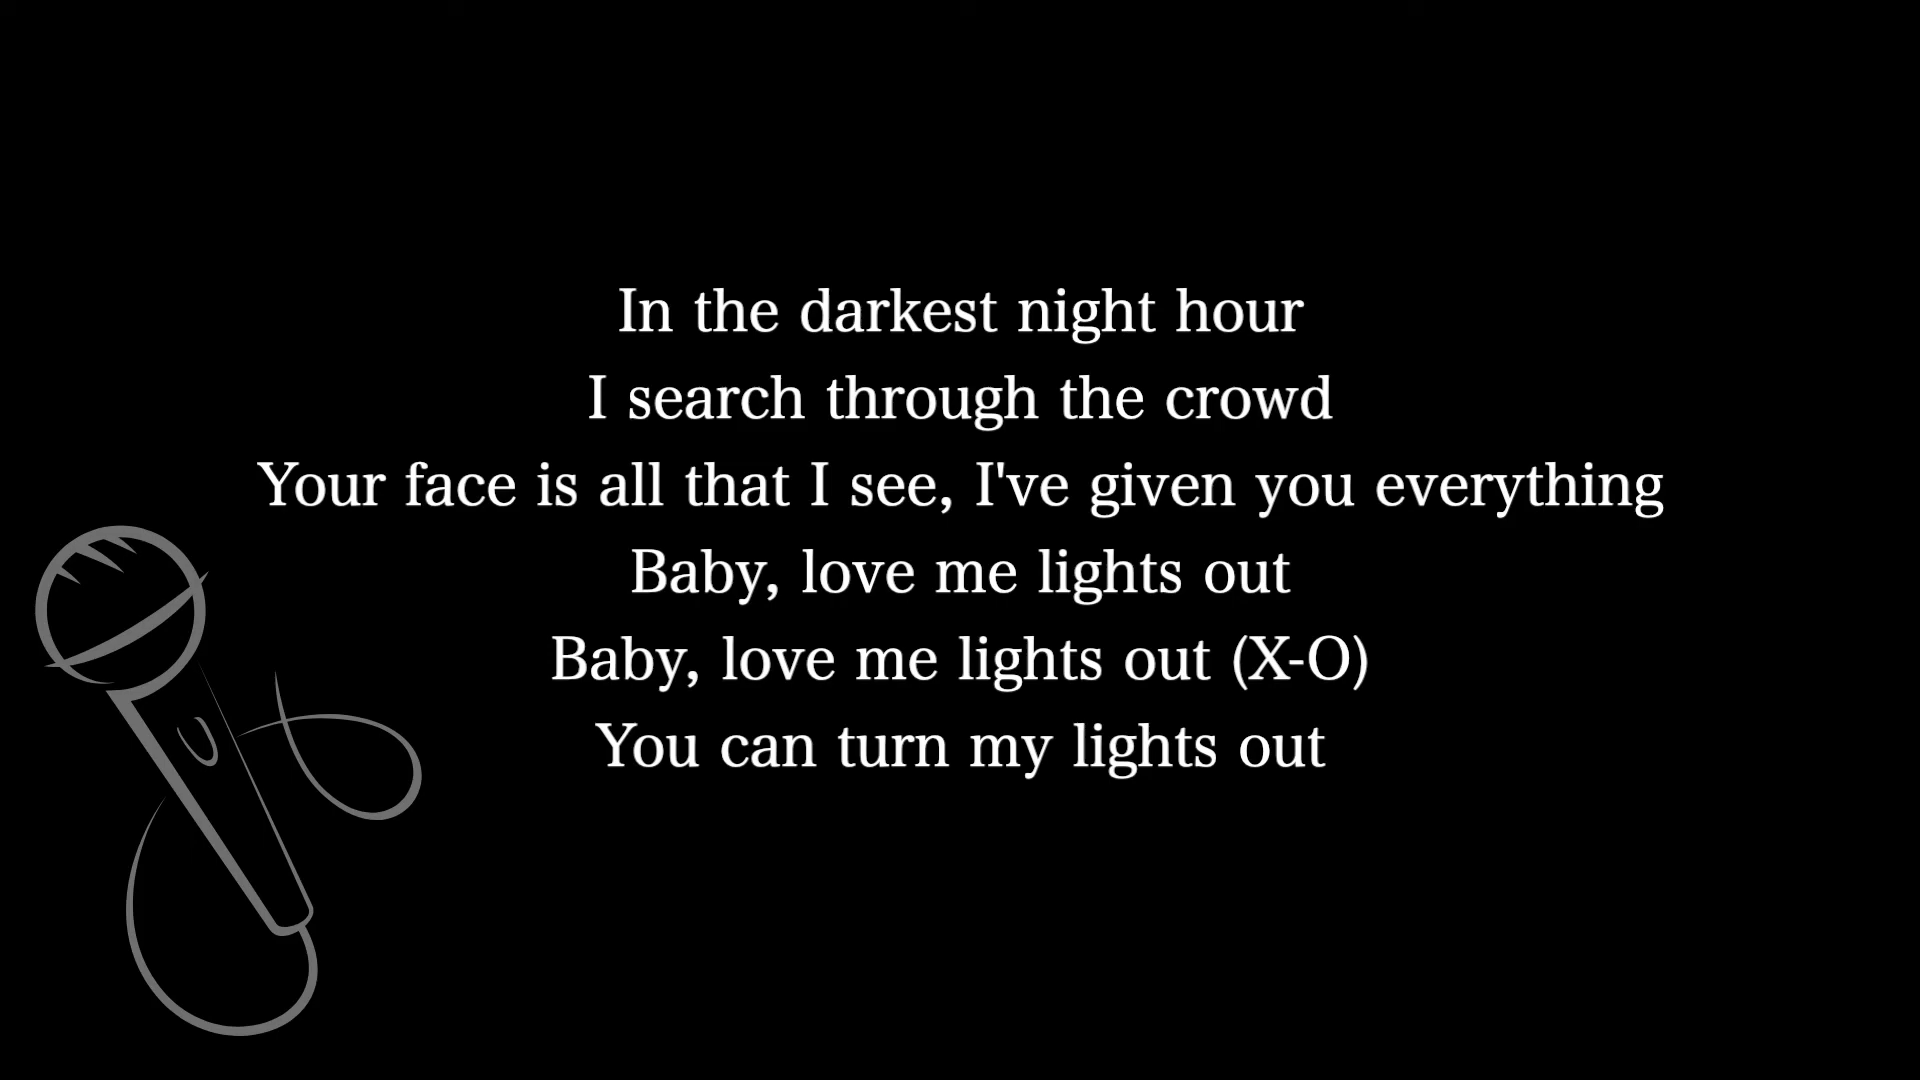 In the darkest night hour
I search through the crowd
Your face is all that I see, I've given you everything
Baby, love me lights out
Baby, love me lights out (X-O)
You can turn my lights out